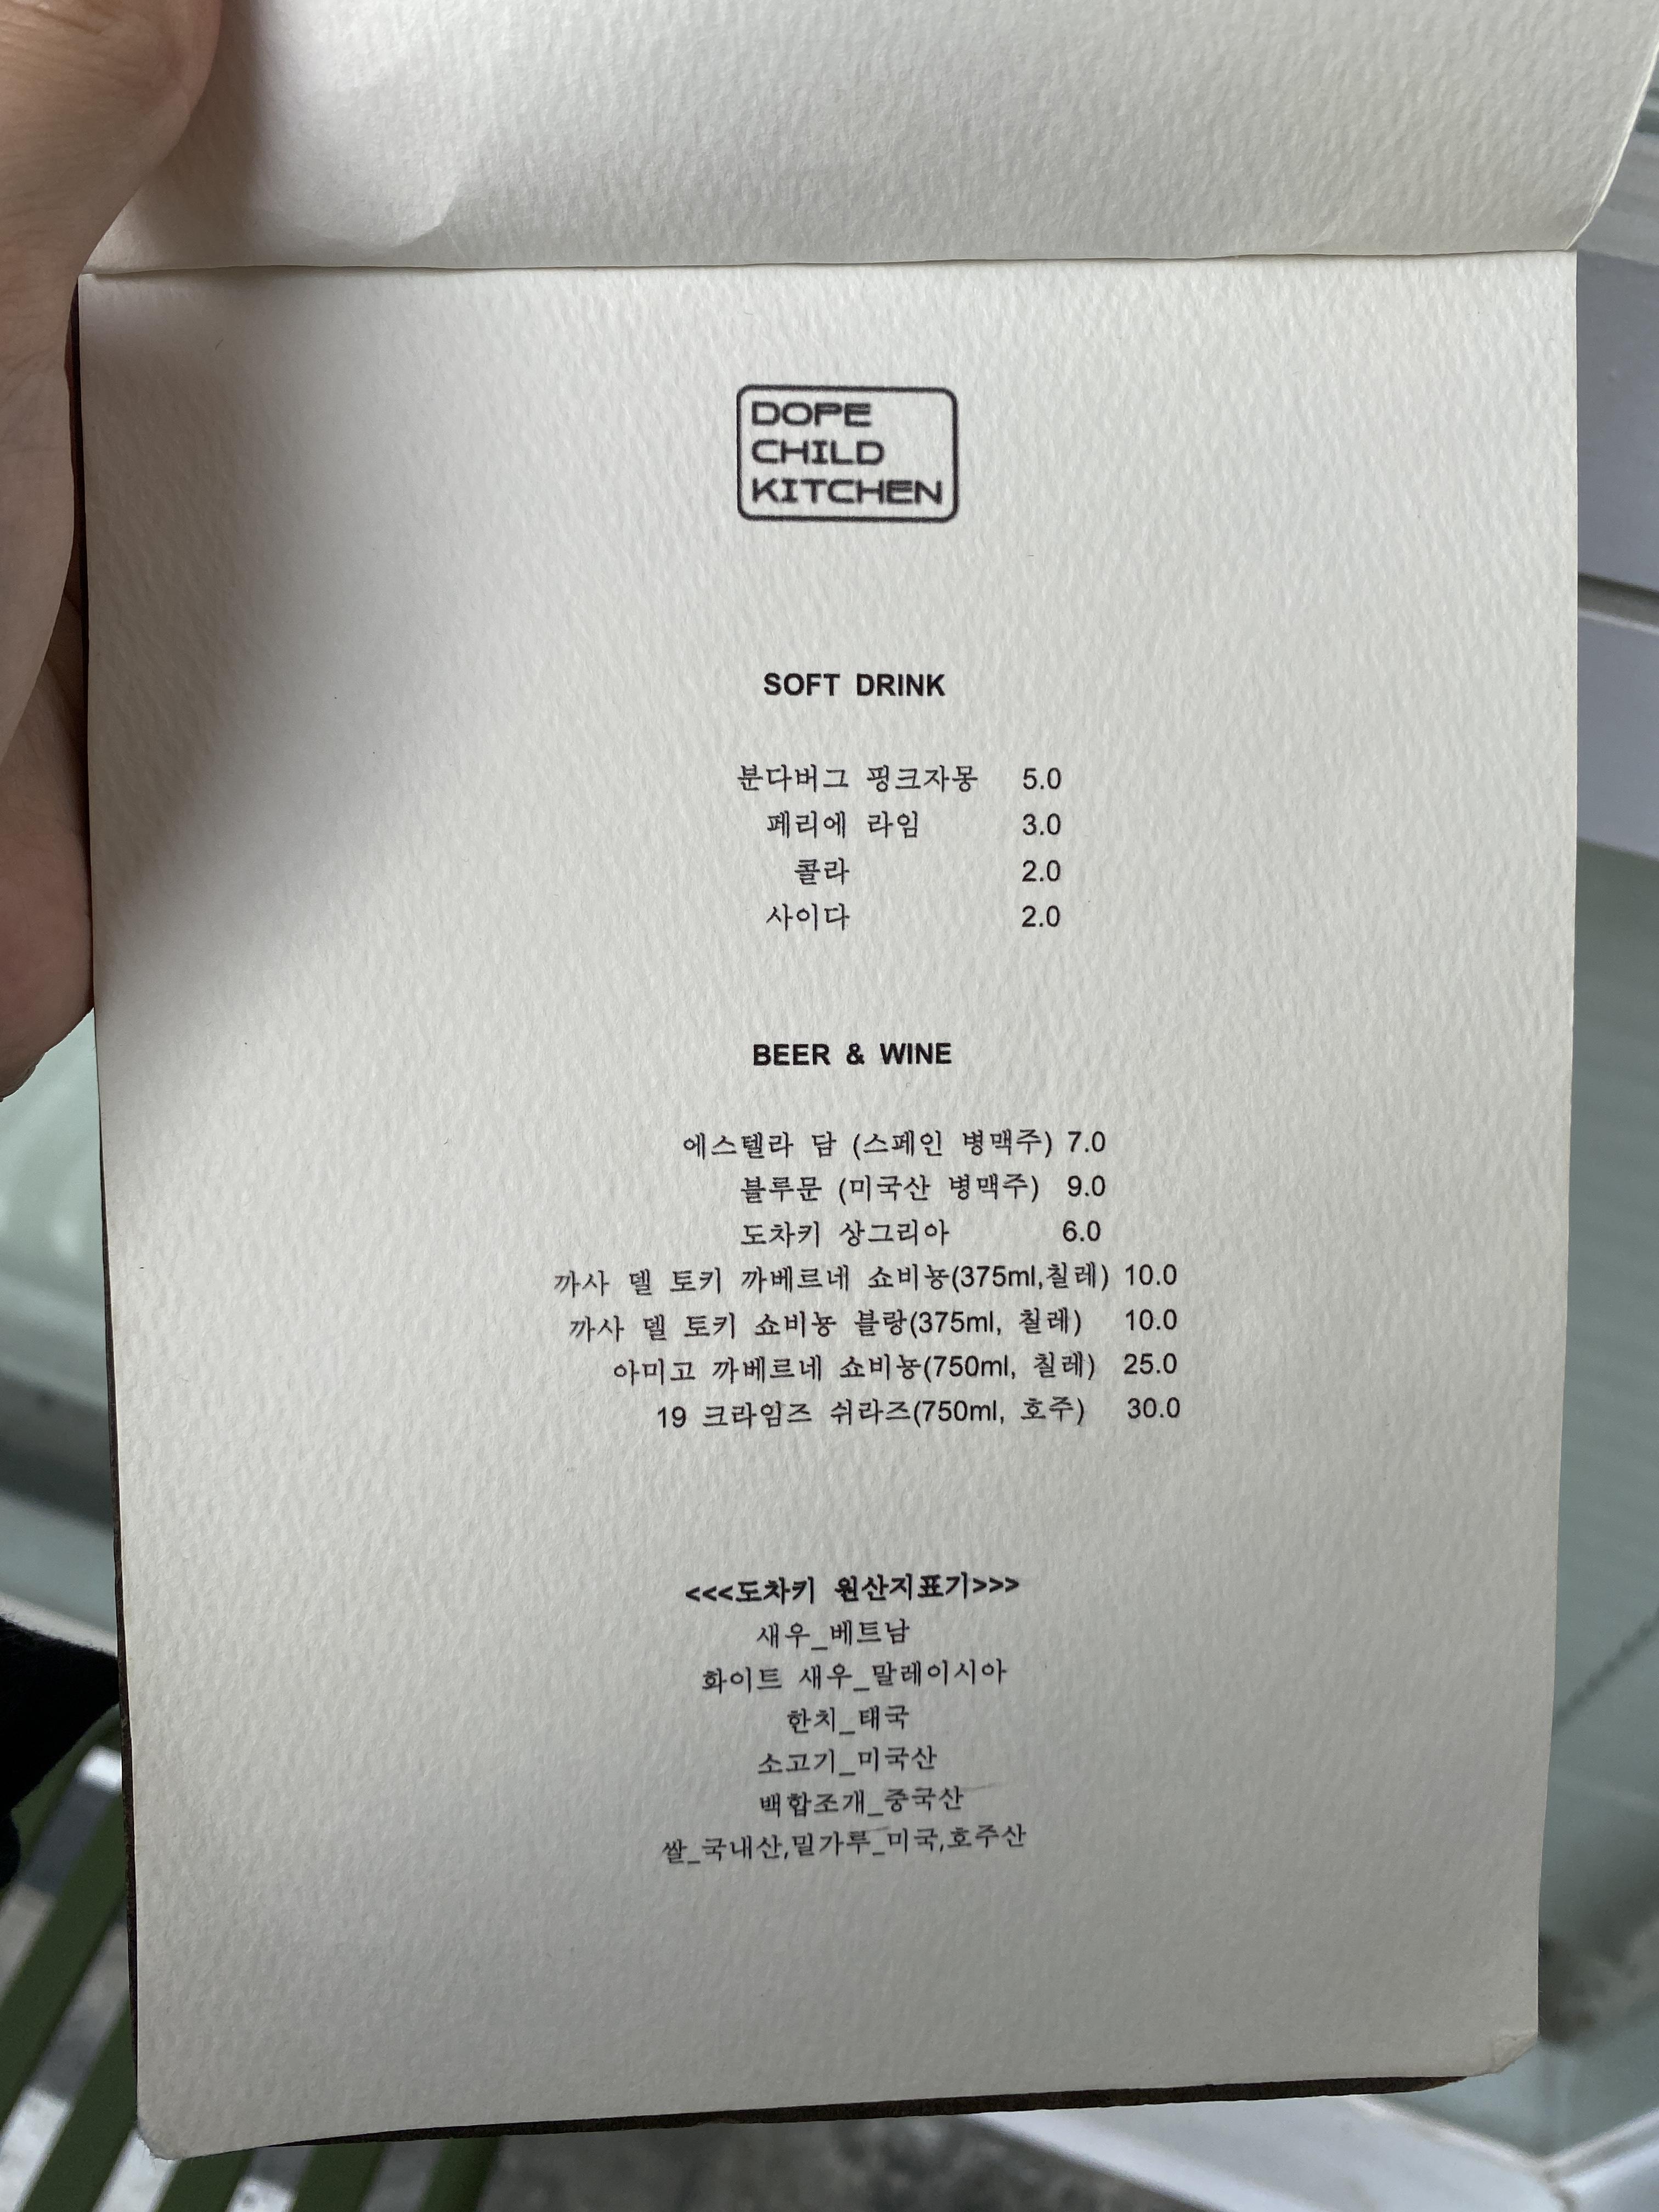 DOPE
CHILD
KITCHEN
SOFT DRINK
분다버그 핑크자몽 5.0
페리에 라임 3.0
콜라 2.0
사이다 2.0
BEER & WINE
에스텔라 담 (스페인 병맥주) 7.0
블루문 (미국산 병맥주) 9.0
도차키 상그리아 6.0
까사 델 토키 까베르네 쇼비뇽(375ml,칠레) 10.0
까사 델 토키 쇼비뇽 블랑(375ml, 칠레) 10.0
아미고 까베르네 쇼비뇽(750ml, 칠레) 25.0
19 크라임즈 쉬라즈(750ml, 호주) 30.0
<<<도차키 원산지표기>>>
새우_베트남
화이트 새우_말레이시아
한치_태국
소고기_미국산
백합조개_중국산
쌀_국내산,밀가루_미국,호주산